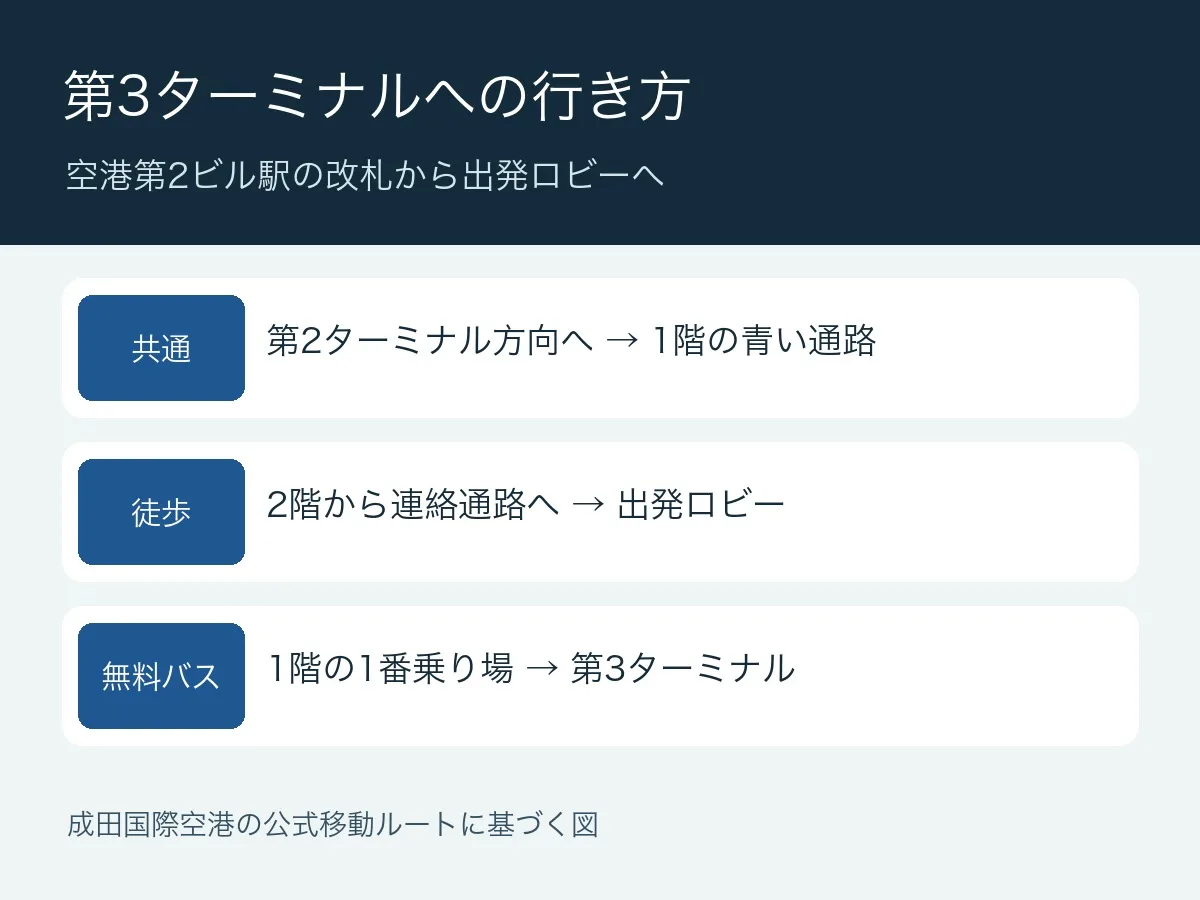 第3ターミナルへの行き方
空港第2ビル駅の改札から出発ロビーへ
共通
第2ターミナル方向へ → 1階の青い通路
徒歩
2階から連絡通路へ → 出発ロビー
無料バス
1階の1番乗り場 → 第3ターミナル
成田国際空港の公式移動ルートに基づく図